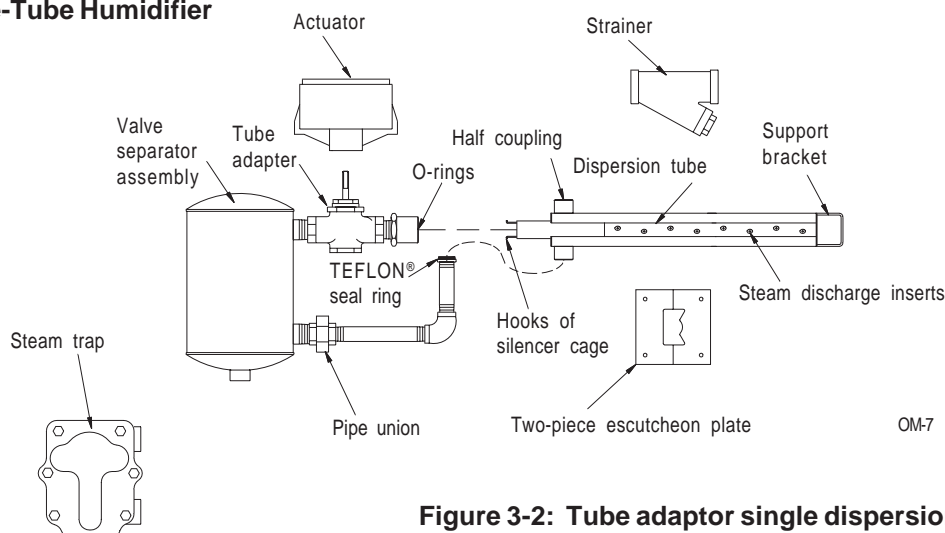 -Tube Humidifier
Actuator
Strainer
Valve
separator
assembly
Tube
adapter
Half coupling
Support
bracket
O-rings
Dispersion tube
TEFLON®
seal ring
Steam discharge inserts
Hooks of
silencer cage
Steam trap
Pipe union
Two-piece escutcheon plate
OM-7
Figure 3-2: Tube adaptor single dispersio